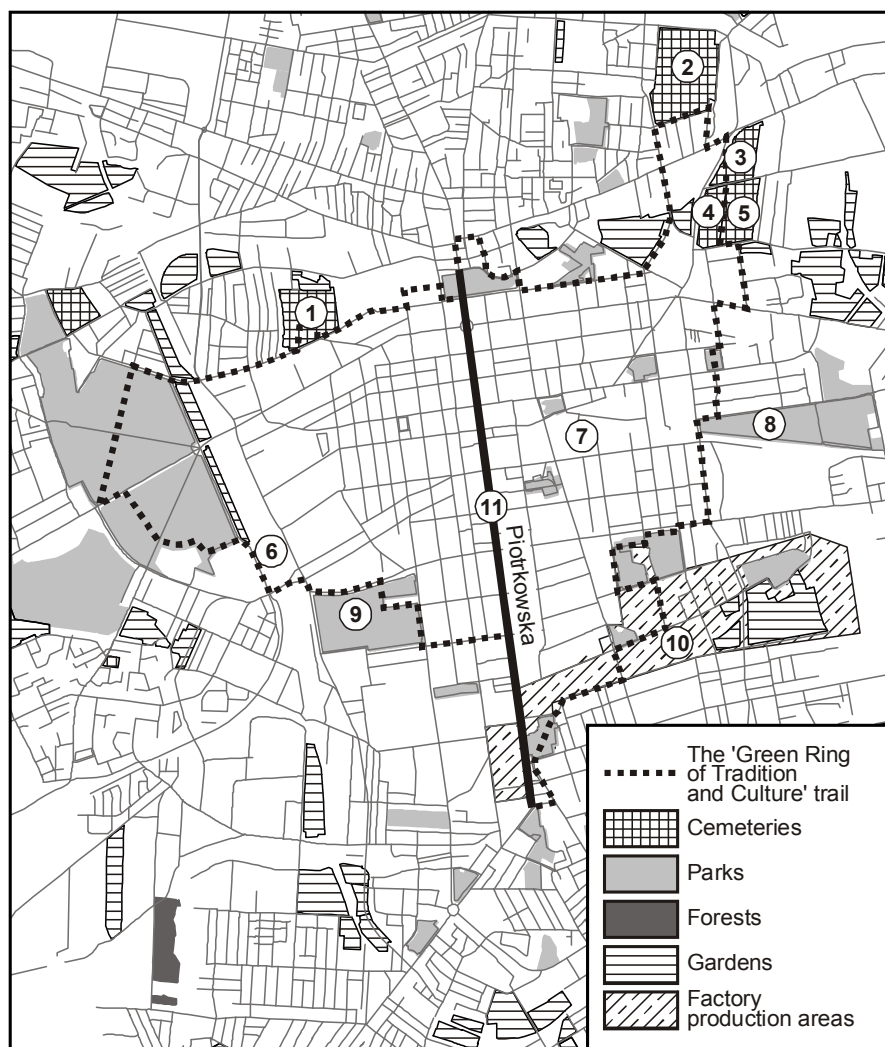 2
3
4
5
1
8
7
11
Piotrkowska
6
9
10
The 'Green Ring
of Tradition
and Culture' trail
Cemeteries
Parks
Forests
Gardens
Factory
production areas